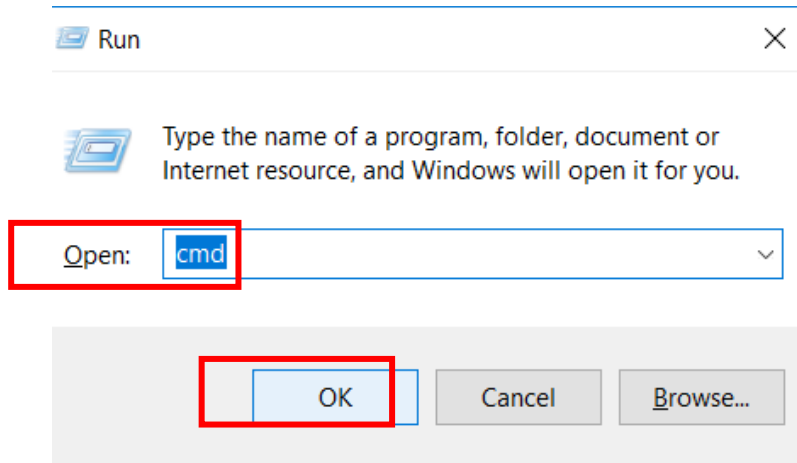 Run
Type the name of a program, folder, document or
Internet resource, and Windows will open it for you.
Open: cmd
OK Cancel Browse...